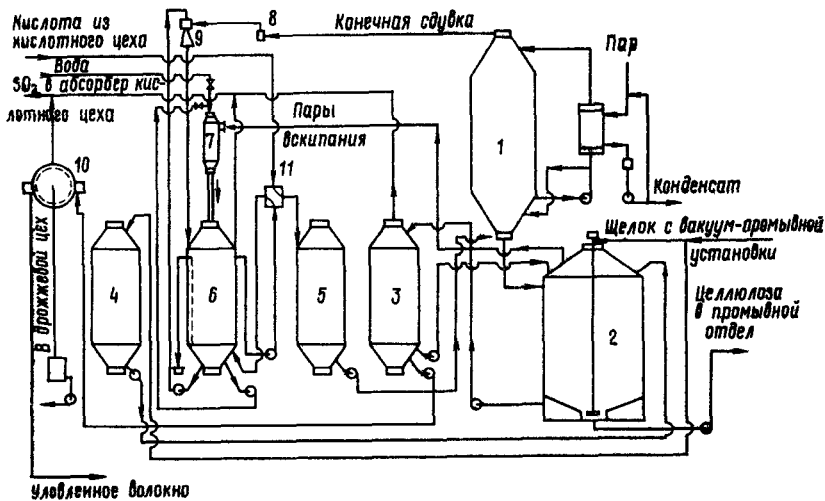 Кислота из
кислотного цеха
Вода
SO₂ в абсорбер кис-
лотного цеха
8
9
Конечная сдувка
Пар
Пары
вскипания
7
1
10
11
Конденсат
В дрожжевой цех
Щелок с вакуум-промывной
установки
4
6
5
3
2
Целлюлоза
в промывной
отдел
Уловленное волокно